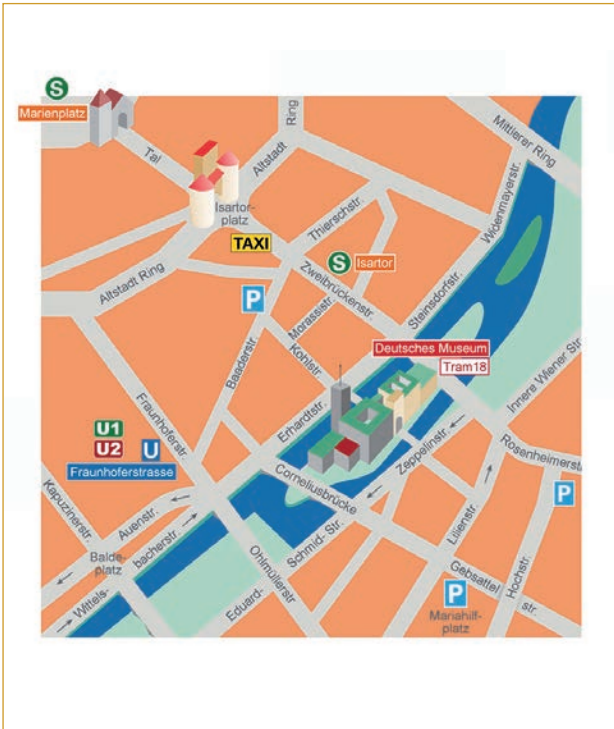 S
Marienplatz
Tal
Altstadt
Ring
Mittlerer Ring
Isartor-
platz
TAXI
Thierschstr.
Widenmayerstr.
S
Isartor
Zweibrückenstr.
Steinsdorfstr.
Altstadt Ring
P
Morassistr.
Kohlstr.
Baaderstr.
Deutsches Museum
Tram18
Innere Wiener Str.
Fraunhoferstr.
Erhardtstr.
U1
U2
U
Fraunhoferstrasse
Zeppelinstr.
Rosenheimerstr.
Corneliusbrücke
Kapuzinerstr.
Auenstr.
Lilienstr.
P
Balde-
platz
Wittels-
bacherstr.
Ohlmüllerstr
Eduard-
Schmid- Str.
Gebsattel
str.
Hochstr.
P
Mariahilf-
platz